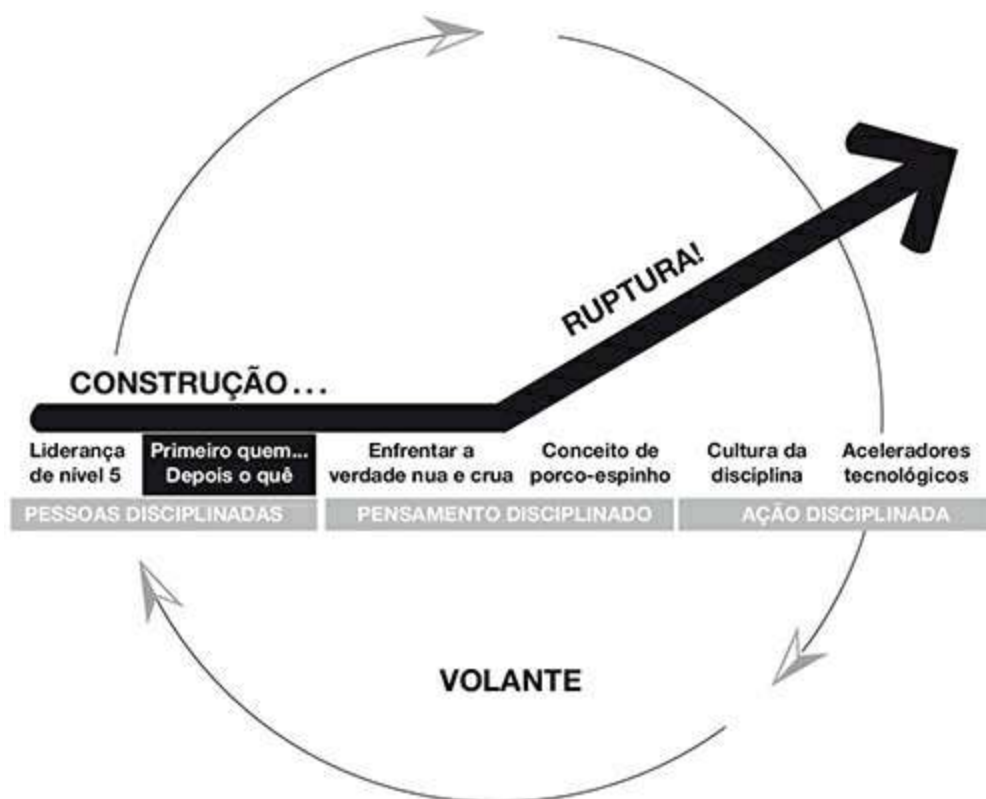 RUPTURA!
CONSTRUÇÃO...
Liderança
de nível 5
Primeiro quem...
Depois o quê
Enfrentar a
verdade nua e crua
Conceito de
porco-espinho
Cultura da
disciplina
Aceleradores
tecnológicos
PESSOAS DISCIPLINADAS
PENSAMENTO DISCIPLINADO
AÇÃO DISCIPLINADA
VOLANTE